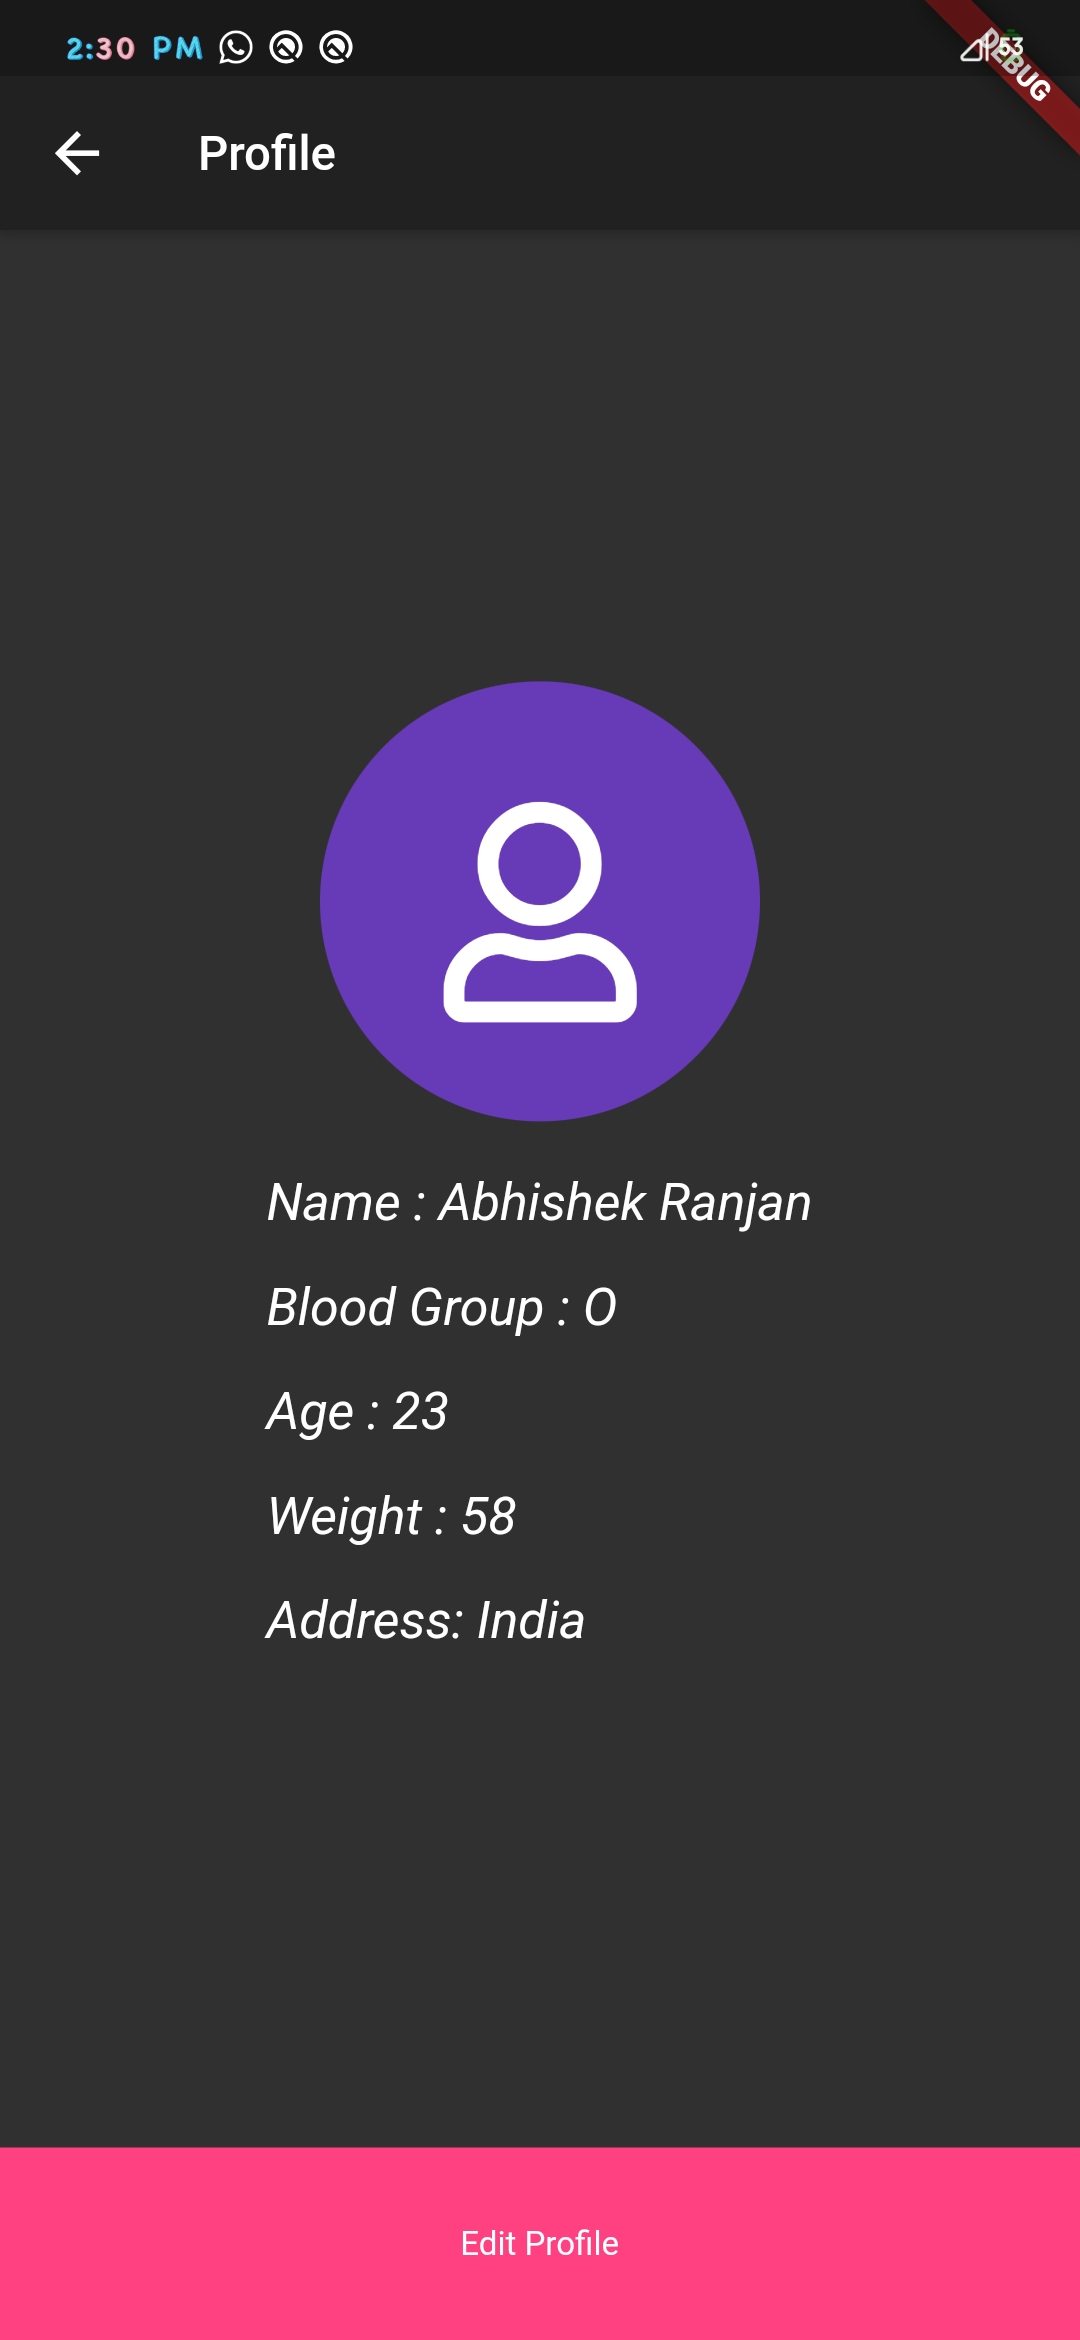 2:30 PM 53
DEBUG
Profile
Name : Abhishek Ranjan
Blood Group : O
Age : 23
Weight : 58
Address: India
Edit Profile